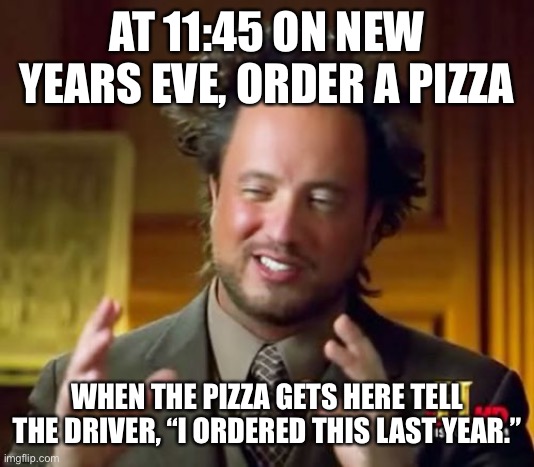 AT 11:45 ON NEW
YEARS EVE, ORDER A PIZZA
WHEN THE PIZZA GETS HERE TELL
THE DRIVER, “I ORDERED THIS LAST YEAR.”
imgflip.com